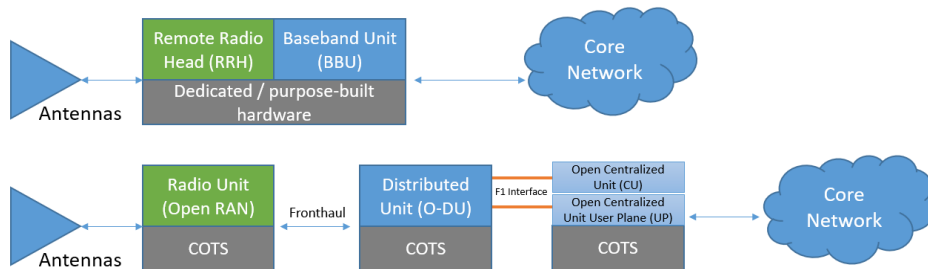 Remote Radio
Head (RRH)
Baseband Unit
(BBU)
Dedicated / purpose-built
hardware
Antennas
Core
Network
Radio Unit
(Open RAN)
COTS
Antennas
Fronthaul
Distributed
Unit (O-DU)
COTS
F1 Interface
Open Centralized
Unit (CU)
Open Centralized
Unit User Plane (UP)
COTS
Core
Network